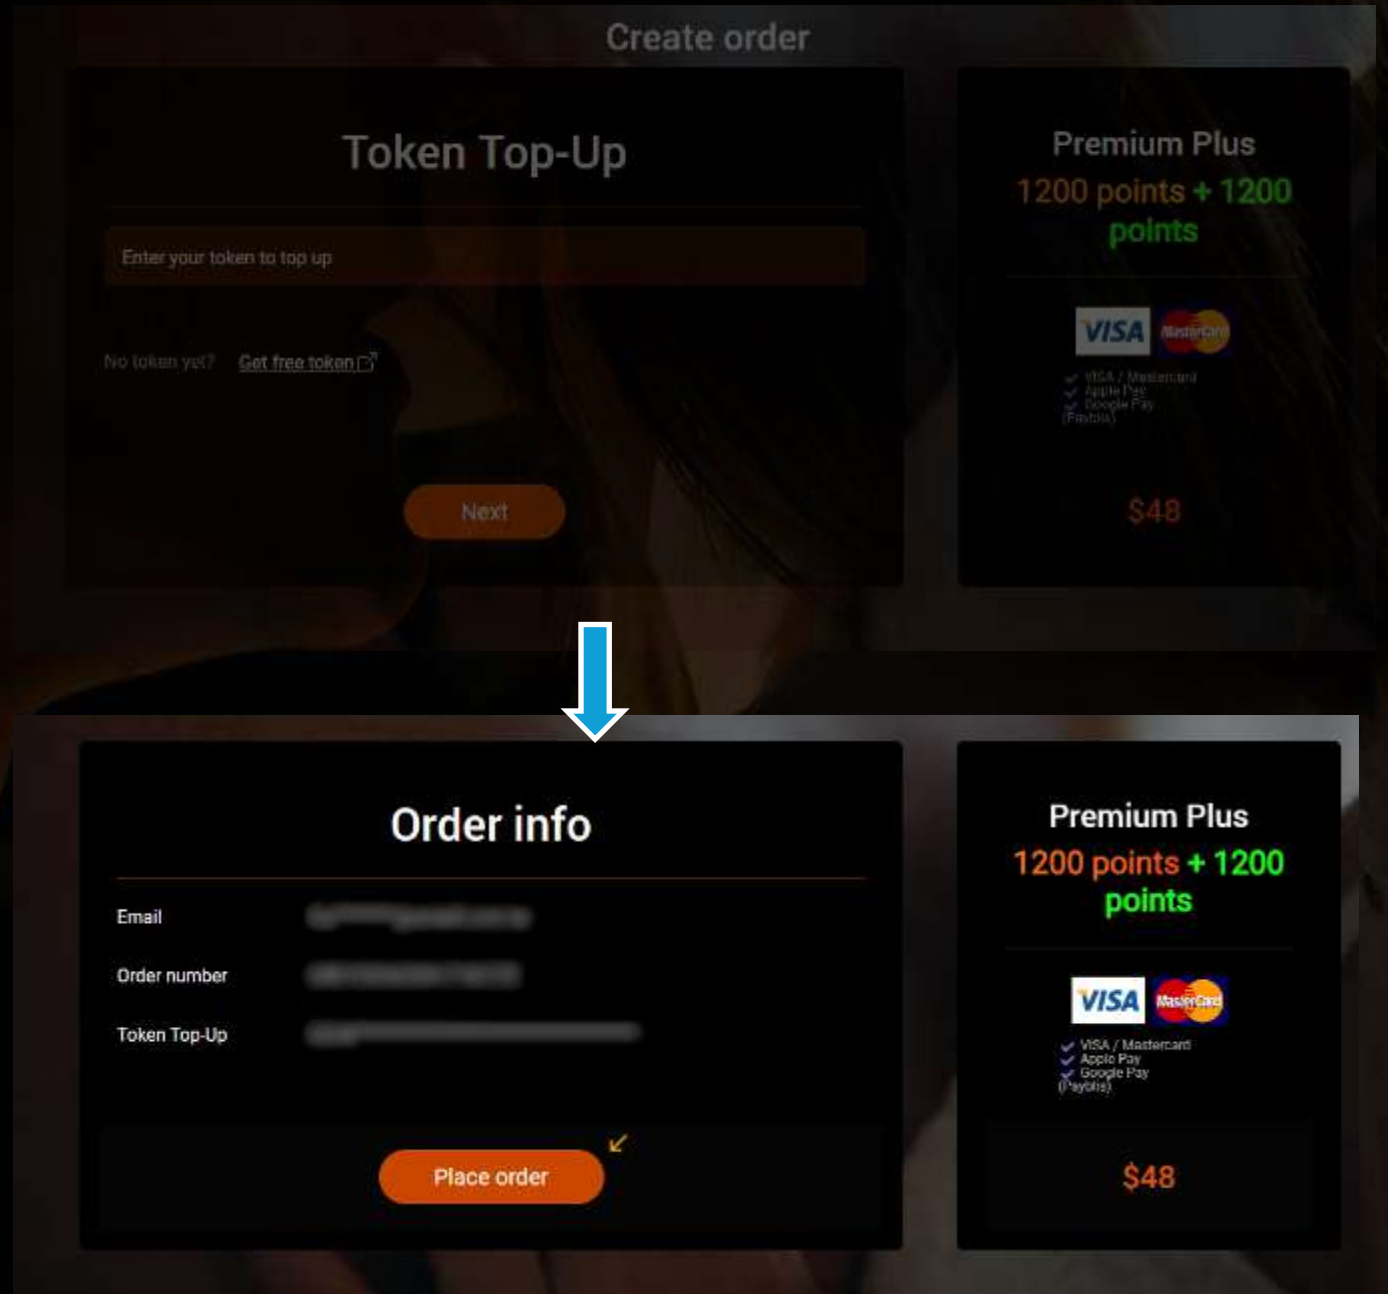 Create order
Token Top-Up
Enter your token to top up
No token yet? Get free token
Next
Premium Plus
1200 points + 1200
points
VISA MasterCard
VISA / Mastercard
Apple Pay
Google Pay
(Payblis)
$48
Order info
Email
Order number
Token Top-Up
Place order
Premium Plus
1200 points + 1200
points
VISA MasterCard
VISA / Mastercard
Apple Pay
Google Pay
(Payblis)
$48